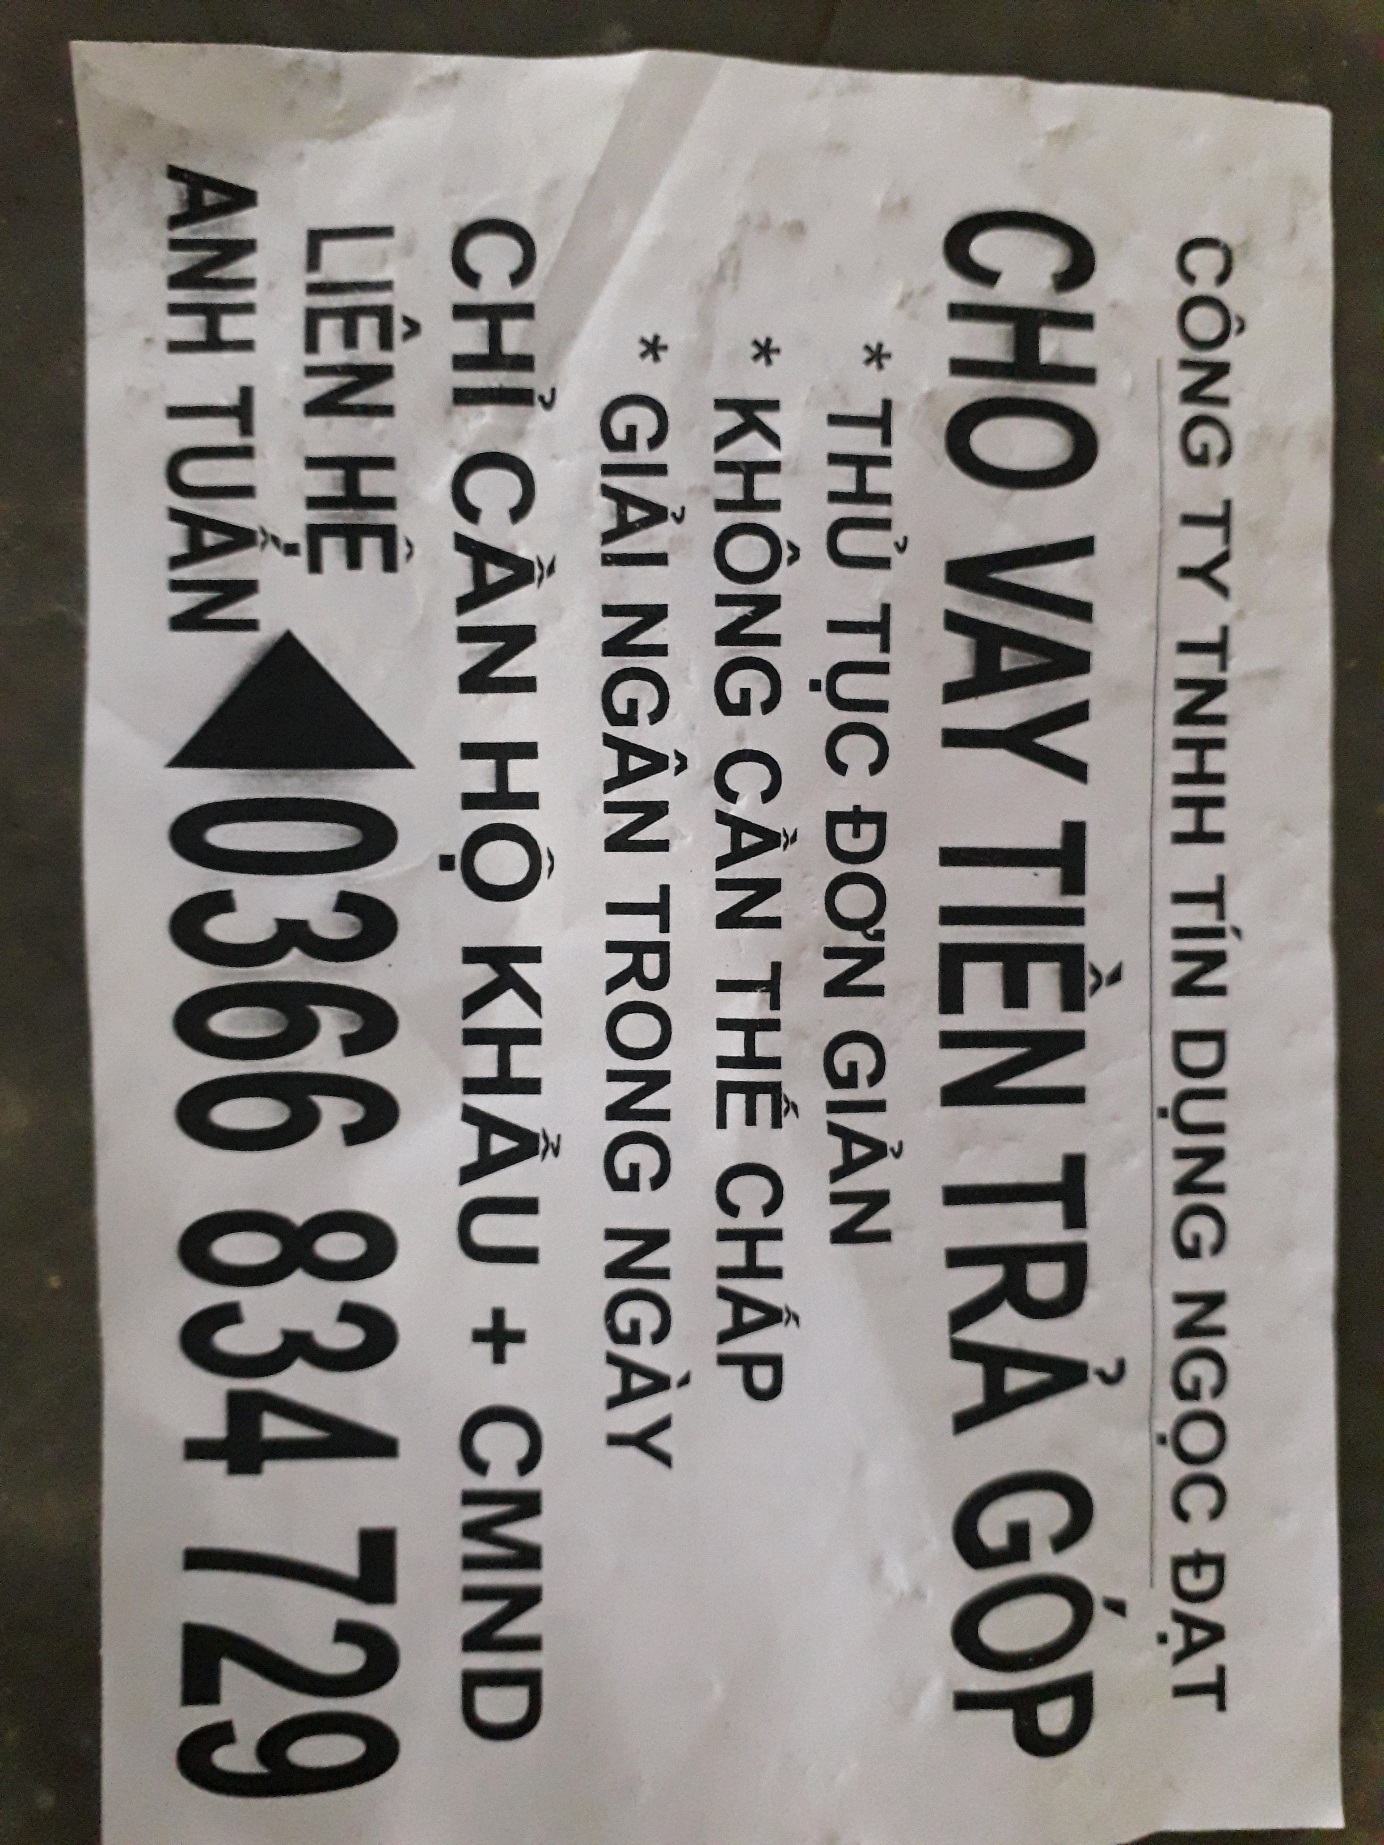 CÔNG TY TNHH TÍN DỤNG NGỌC ĐẠT
CHO VAY TIỀN TRẢ GÓP
* THỦ TỤC ĐƠN GIẢN
* KHÔNG CẦN THẾ CHẤP
* GIẢI NGÂN TRONG NGÀY
CHỈ CẦN HỘ KHẨU + CMND
LIÊN HÊ
ANH TUẤN 0366 834 729